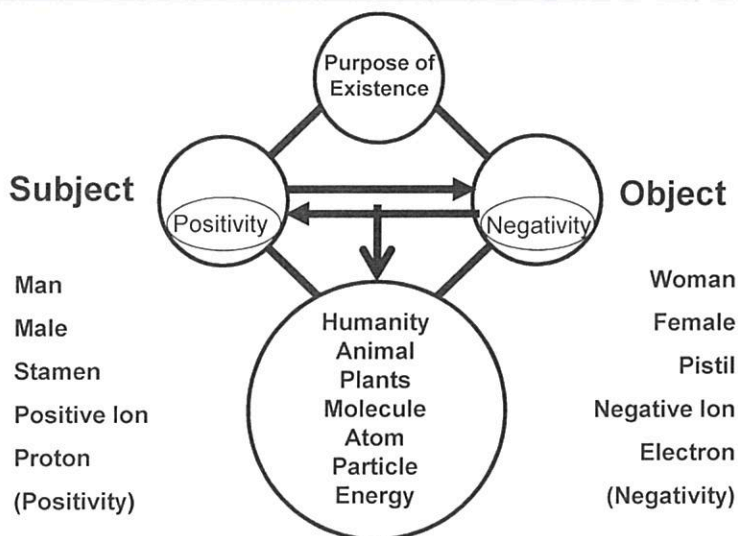 Purpose of
Existence
Subject
Object
Positivity
Negativity
Man
Male
Stamen
Positive Ion
Proton
(Positivity)
Humanity
Animal
Plants
Molecule
Atom
Particle
Energy
Woman
Female
Pistil
Negative Ion
Electron
(Negativity)